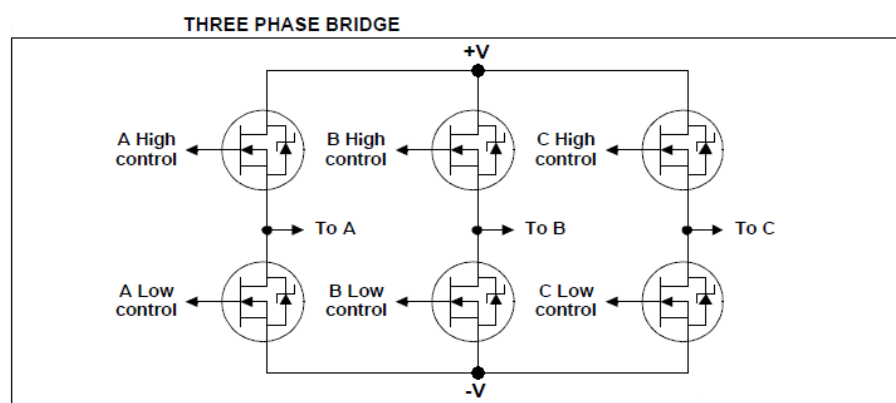 THREE PHASE BRIDGE
+V
A High
control
B High
control
C High
control
To A
To B
To C
A Low
control
B Low
control
C Low
control
-V